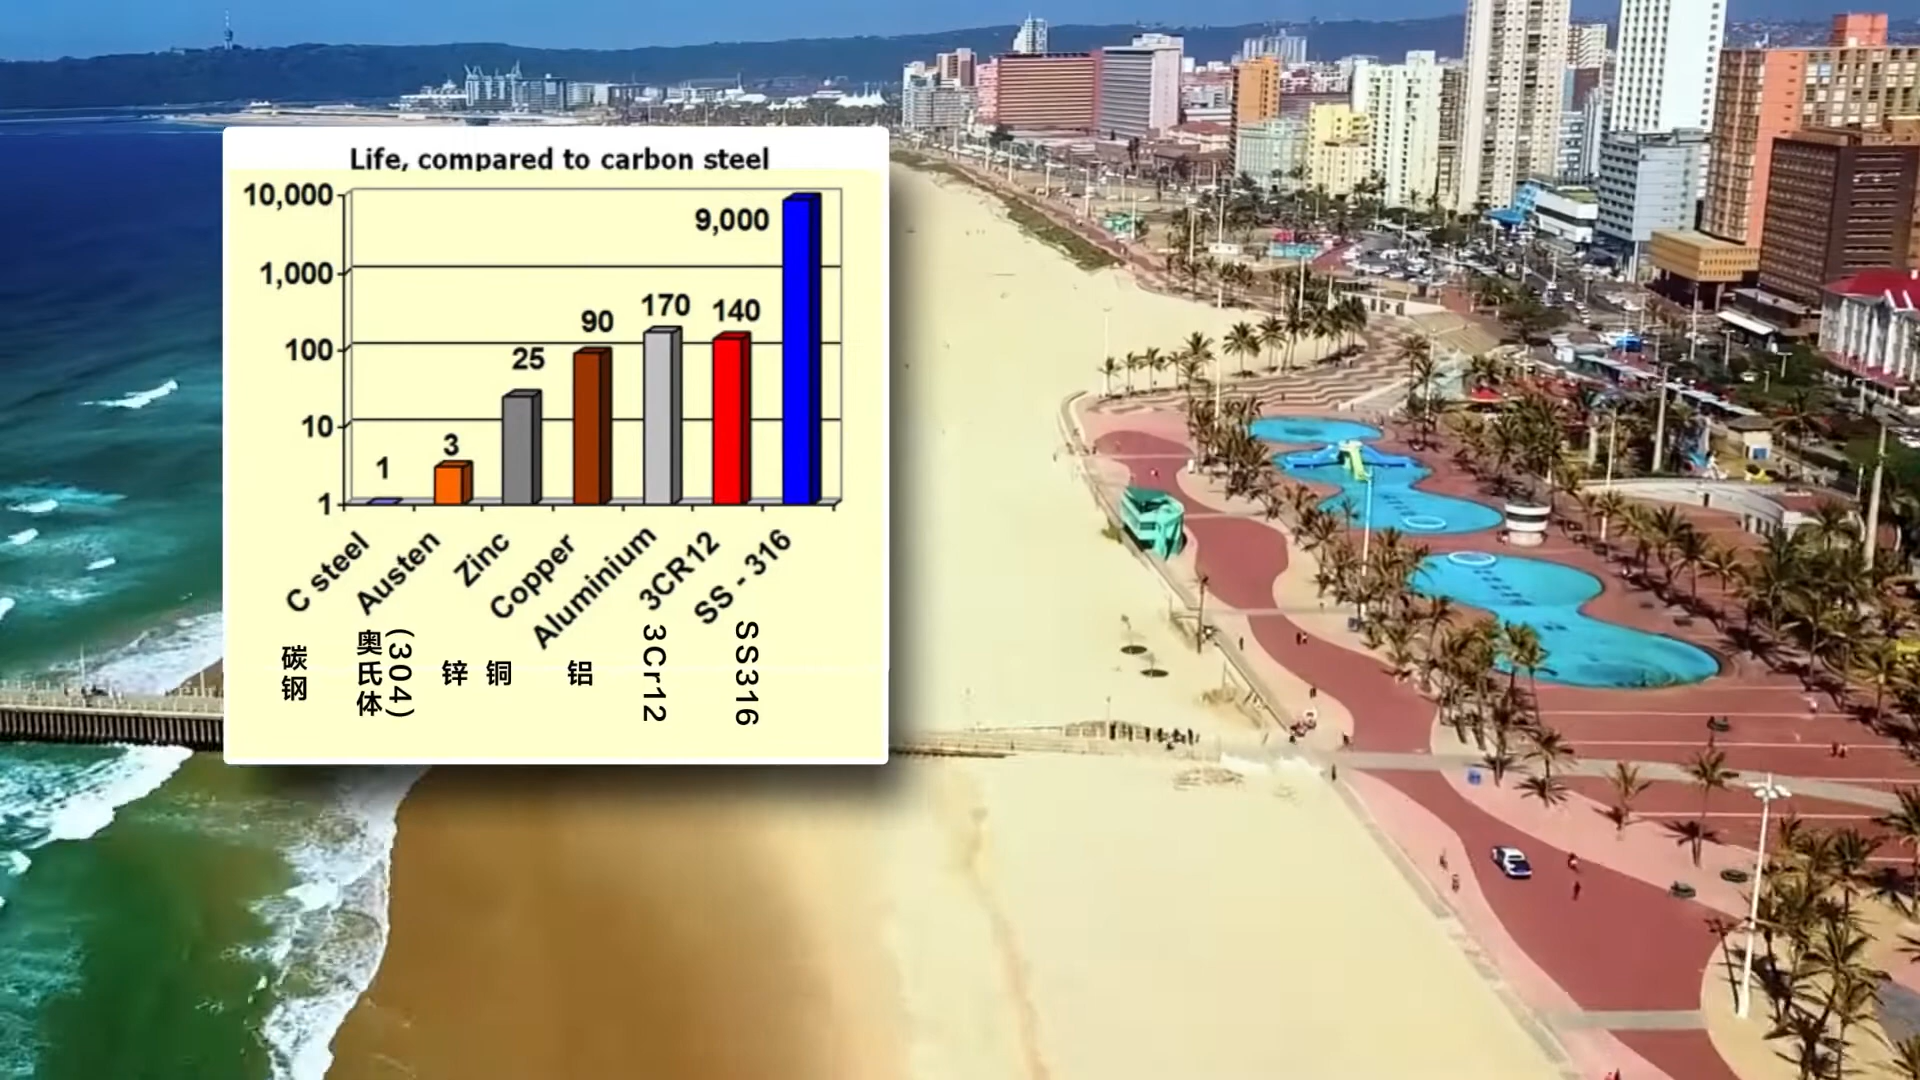 Life, compared to carbon steel
10,000
1,000
100
10
1
1
3
25
90
170
140
9,000
C steel
Austen
Zinc
Copper
Aluminium
3CR12
SS - 316
碳钢
奥氏体
(304)
锌
铜
铝
3Cr12
SS316